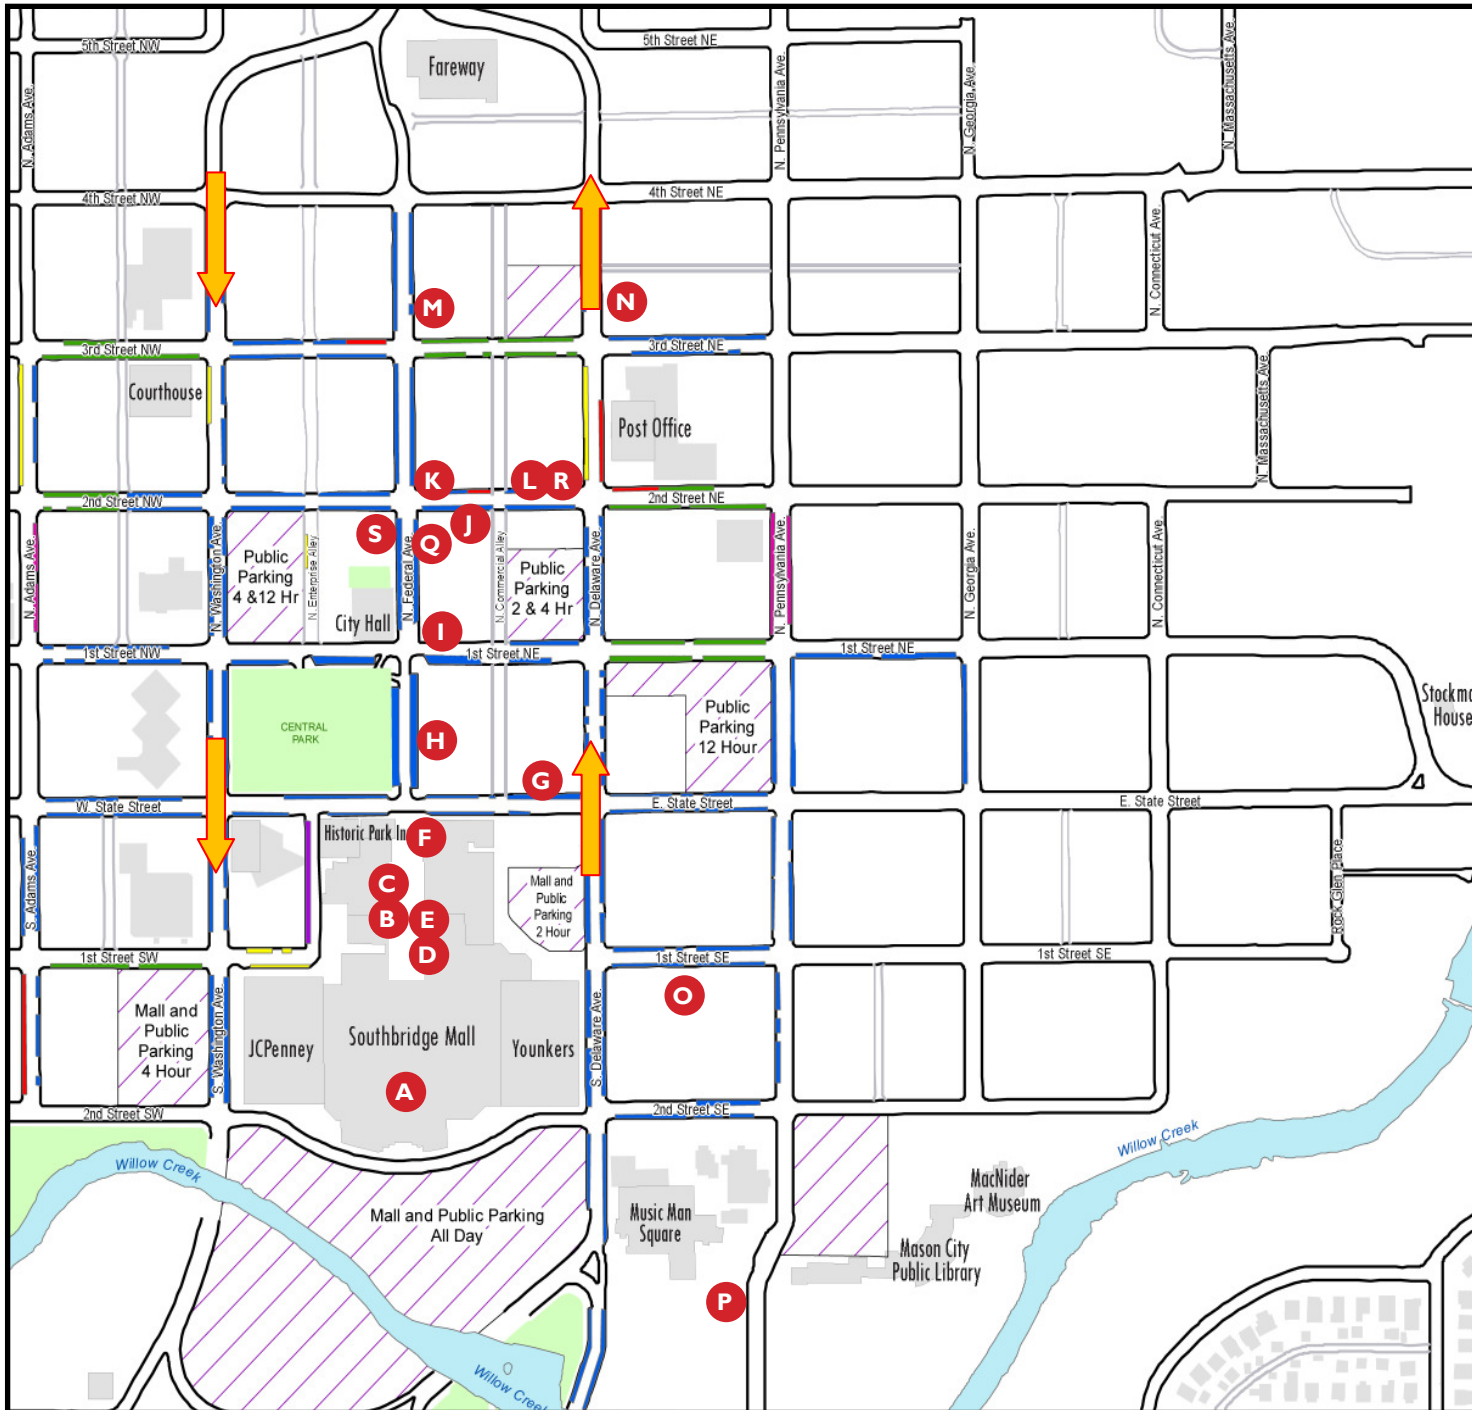 5th Street NW
5th Street NE
Fareway
N. Adams Ave.
N. Pennsylvania Ave.
N. Georgia Ave.
N. Massachusetts Ave.
4th Street NW
4th Street NE
N. Connecticut Ave.
M
N
3rd Street NW
3rd Street NE
Courthouse
Post Office
N. Massachusetts Ave.
K
L
R
2nd Street NW
2nd Street NE
S
Q
J
N. Adams Ave.
N. Washington Ave.
Public
Parking
4 &12 Hr
N. Enterprise Alley
City Hall
N. Federal Ave.
N. Commercial Alley
Public
Parking
2 & 4 Hr
N. Delaware Ave.
N. Pennsylvania Ave.
N. Georgia Ave.
N. Connecticut Ave.
I
1st Street NW
1st Street NE
1st Street NE
CENTRAL
PARK
H
Public
Parking
12 Hour
Stockma
House
G
W. State Street
E. State Street
E. State Street
Historic Park In
F
S. Adams Ave.
C
B
E
D
Mall and
Public
Parking
2 Hour
Rock Glen Place
1st Street SW
1st Street SE
1st Street SE
Mall and
Public
Parking
4 Hour
S. Washington Ave.
JCPenney
Southbridge Mall
Younkers
S. Delaware Ave.
O
A
2nd Street SW
2nd Street SE
Willow Creek
Willow Creek
Mall and Public Parking
All Day
Music Man
Square
MacNider
Art Museum
Mason City
Public Library
P
Willow Creek